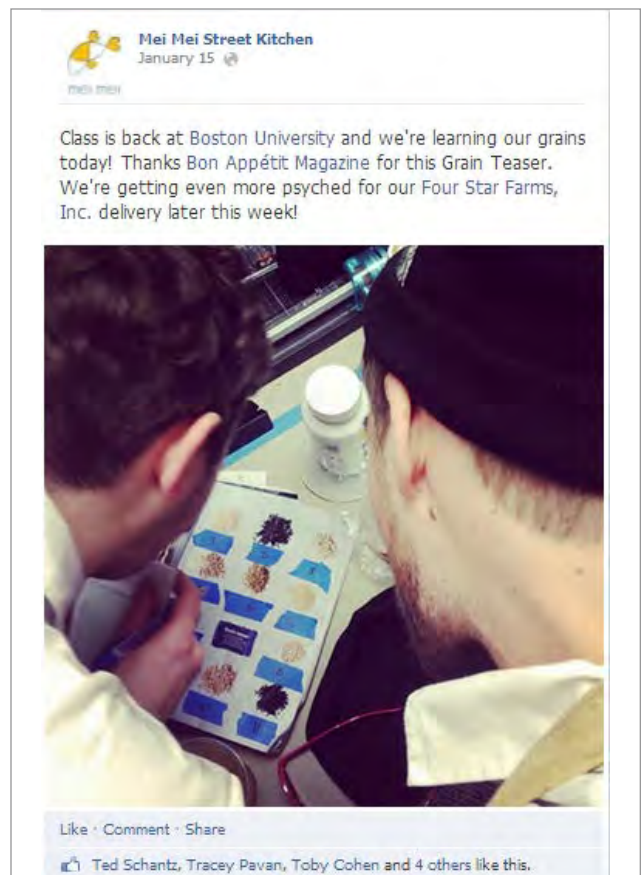 Mei Mei Street Kitchen
January 15
mei mei
Class is back at Boston University and we're learning our grains
today! Thanks Bon Appétit Magazine for this Grain Teaser.
We're getting even more psyched for our Four Star Farms,
Inc. delivery later this week!
Like · Comment · Share
Ted Schantz, Tracey Pavan, Toby Cohen and 4 others like this.